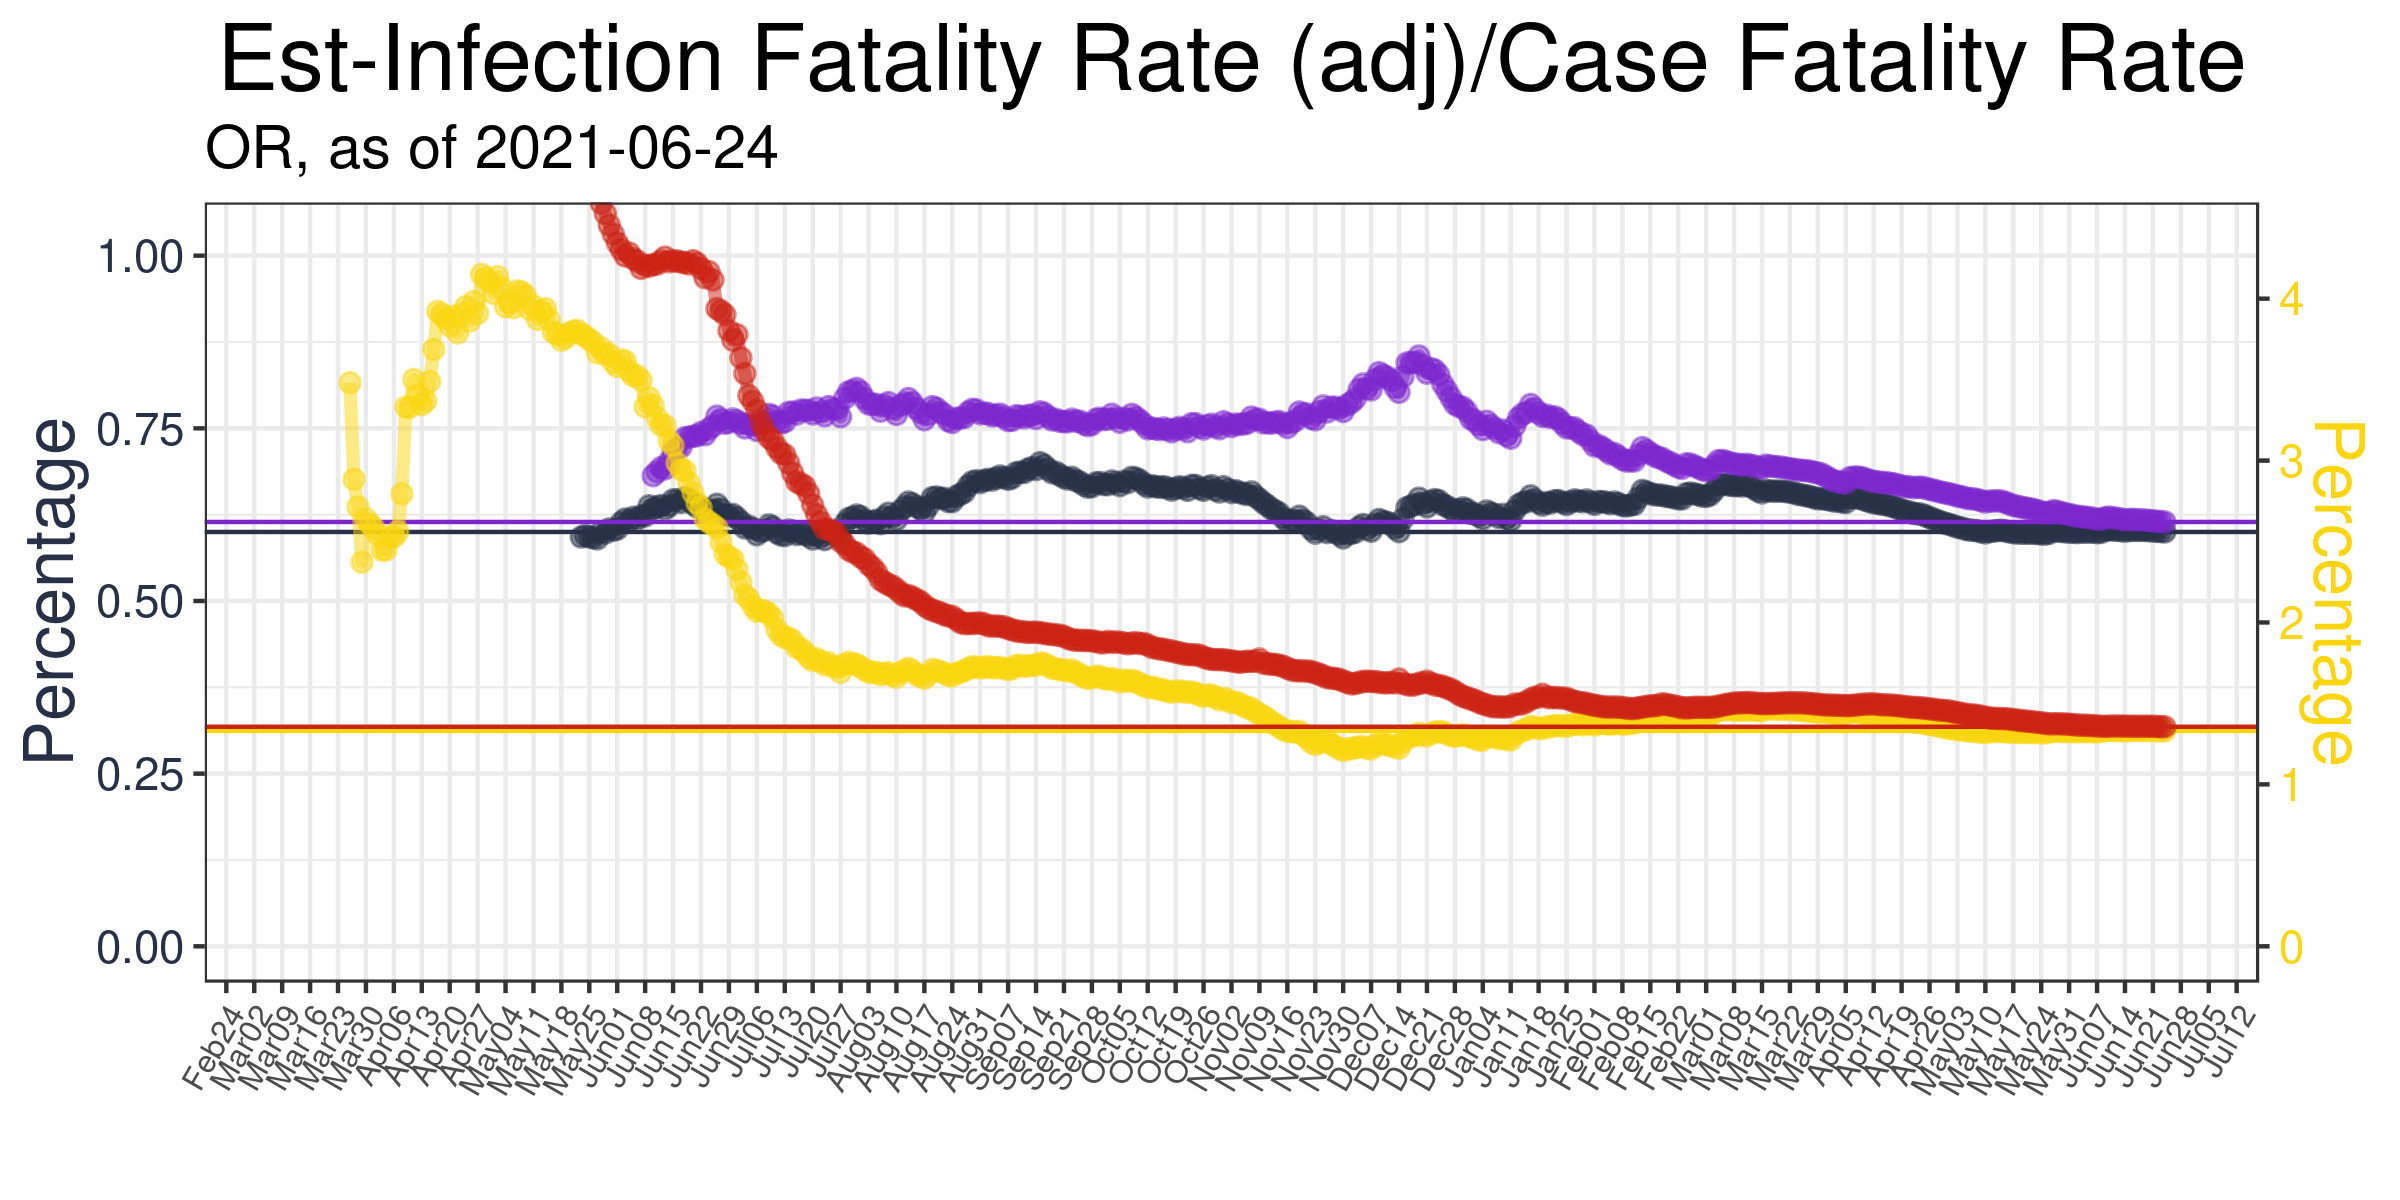 Est-Infection Fatality Rate (adj)/Case Fatality Rate
OR, as of 2021-06-24
Percentage
1.00
0.75
0.50
0.25
0.00
4
3
2
1
0
Percentage
Feb24
Mar02
Mar09
Mar16
Mar23
Mar30
Apr06
Apr13
Apr20
Apr27
May04
May11
May18
May25
Jun01
Jun08
Jun15
Jun22
Jun29
Jul06
Jul13
Jul20
Jul27
Aug03
Aug10
Aug17
Aug24
Aug31
Sep07
Sep14
Sep21
Sep28
Oct05
Oct12
Oct19
Oct26
Nov02
Nov09
Nov16
Nov23
Nov30
Dec07
Dec14
Dec21
Dec28
Jan04
Jan11
Jan18
Jan25
Feb01
Feb08
Feb15
Feb22
Mar01
Mar08
Mar15
Mar22
Mar29
Apr05
Apr12
Apr19
Apr26
May03
May10
May17
May24
May31
Jun07
Jun14
Jun21
Jun28
Jul05
Jul12